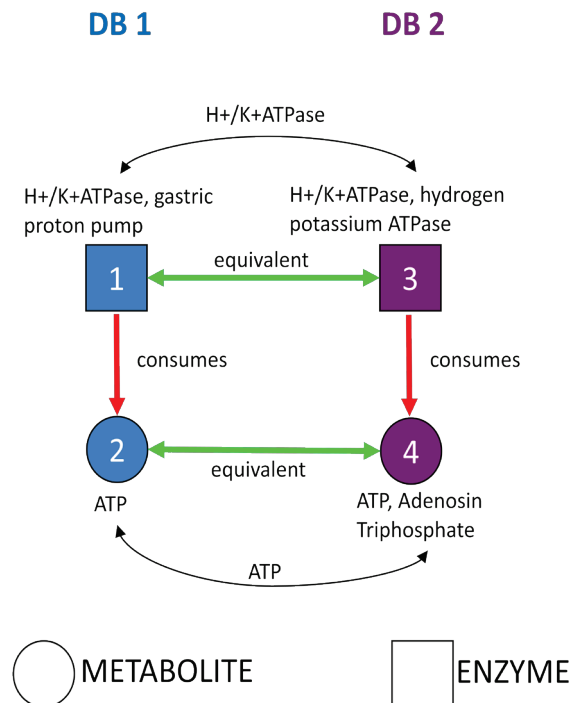 DB 1
DB 2
H+/K+ATPase
H+/K+ATPase, gastric
proton pump
H+/K+ATPase, hydrogen
potassium ATPase
equivalent
1
3
consumes
consumes
2
4
equivalent
ATP
ATP, Adenosin
Triphosphate
ATP
METABOLITE
ENZYME